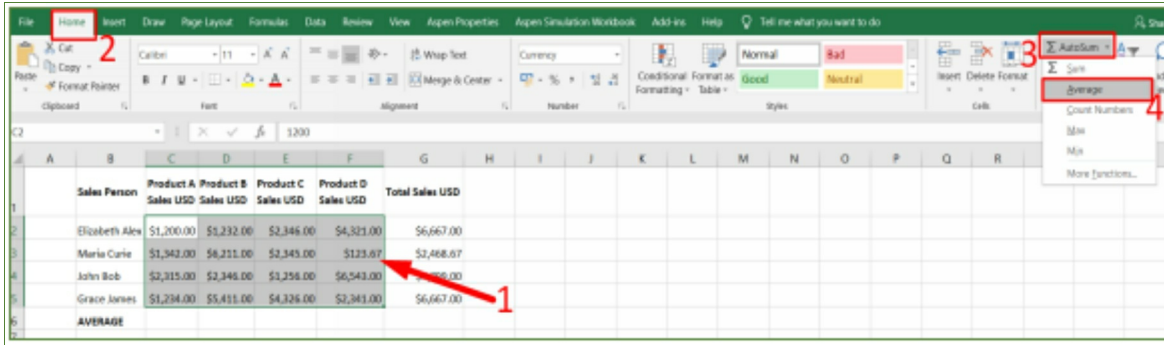 File Home Insert Draw Page Layout Formulas Data Review View Aspen Properties Aspen Simulation Workbook Add-ins Help Tell me what you want to do
2
3
Paste
Cut
Copy
Format Painter
Clipboard
Calibri 11
B I U
Font
Wrap Text
Merge & Center
Alignment
Currency
Number
Conditional Formatting
Format as Table
Normal Bad
Good Neutral
Styles
Insert Delete Format
Cells
Σ AutoSum
Σ Sum
Average
4
Count Numbers
Max
Min
More Functions...
C2 fx 1200
A B C D E F G H I J K L M N O P Q R
1 Sales Person Product A Sales USD Product B Sales USD Product C Sales USD Product D Sales USD Total Sales USD
2 Elizabeth Alex $1,200.00 $1,232.00 $2,346.00 $4,321.00 $6,667.00
3 Maria Curie $1,342.00 $6,211.00 $2,345.00 $123.67 $2,468.67
4 John Bob $2,315.00 $2,346.00 $1,256.00 $6,543.00
5 Grace James $1,234.00 $5,411.00 $4,326.00 $2,341.00 $6,667.00
1
6 AVERAGE